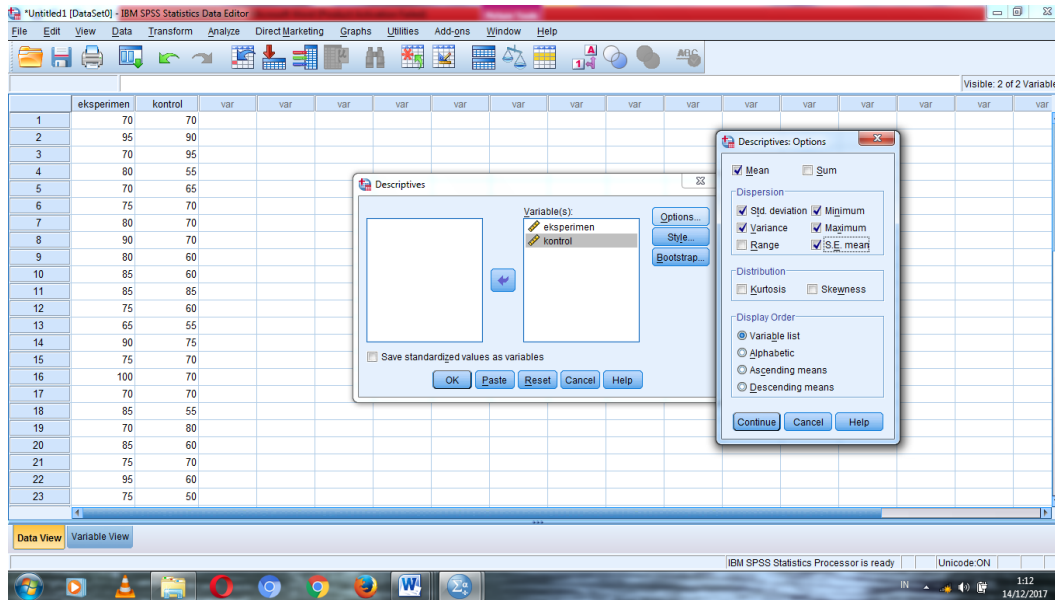 *Untitled1 [DataSet0] - IBM SPSS Statistics Data Editor
File Edit View Data Transform Analyze Direct Marketing Graphs Utilities Add-ons Window Help
Visible: 2 of 2 Variable
eksperimen kontrol var var var var var var var var var var var var var var var
1 70 70
2 95 90
3 70 95
4 80 55
5 70 65
6 75 70
7 80 70
8 90 70
9 80 60
10 85 60
11 85 85
12 75 60
13 65 55
14 90 75
15 75 70
16 100 70
17 70 70
18 85 55
19 70 80
20 85 60
21 75 70
22 95 60
23 75 50
Descriptives
Variable(s):
eksperimen
kontrol
Options...
Style...
Bootstrap...
Save standardized values as variables
OK Paste Reset Cancel Help
Descriptives: Options
Mean Sum
Dispersion
Std. deviation Minimum
Variance Maximum
Range S.E. mean
Distribution
Kurtosis Skewness
Display Order
Variable list
Alphabetic
Ascending means
Descending means
Continue Cancel Help
Data View Variable View
IBM SPSS Statistics Processor is ready Unicode:ON
IN 1:12
14/12/2017